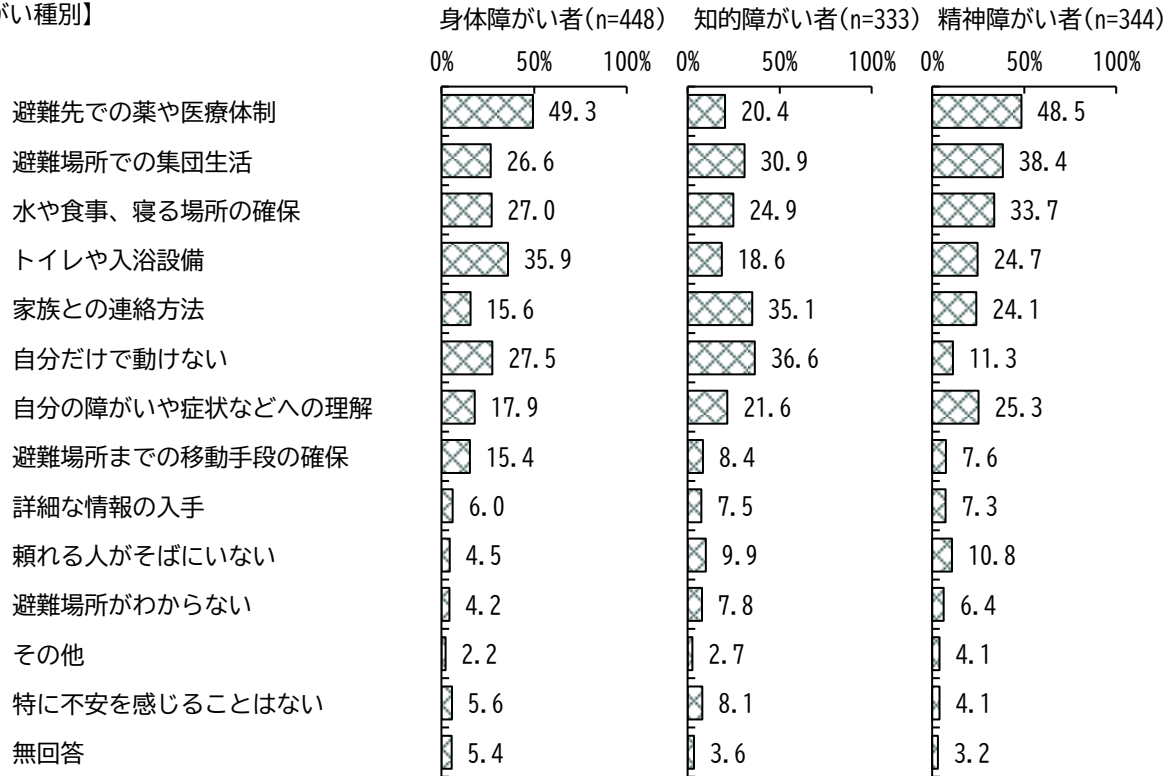 がい種別】
身体障がい者(n=448) 知的障がい者(n=333) 精神障がい者(n=344)
0% 50% 100% 0% 50% 100% 0% 50% 100%
避難先での薬や医療体制 49.3 20.4 48.5
避難場所での集団生活 26.6 30.9 38.4
水や食事、寝る場所の確保 27.0 24.9 33.7
トイレや入浴設備 35.9 18.6 24.7
家族との連絡方法 15.6 35.1 24.1
自分だけで動けない 27.5 36.6 11.3
自分の障がいや症状などへの理解 17.9 21.6 25.3
避難場所までの移動手段の確保 15.4 8.4 7.6
詳細な情報の入手 6.0 7.5 7.3
頼れる人がそばにいない 4.5 9.9 10.8
避難場所がわからない 4.2 7.8 6.4
その他 2.2 2.7 4.1
特に不安を感じることはない 5.6 8.1 4.1
無回答 5.4 3.6 3.2